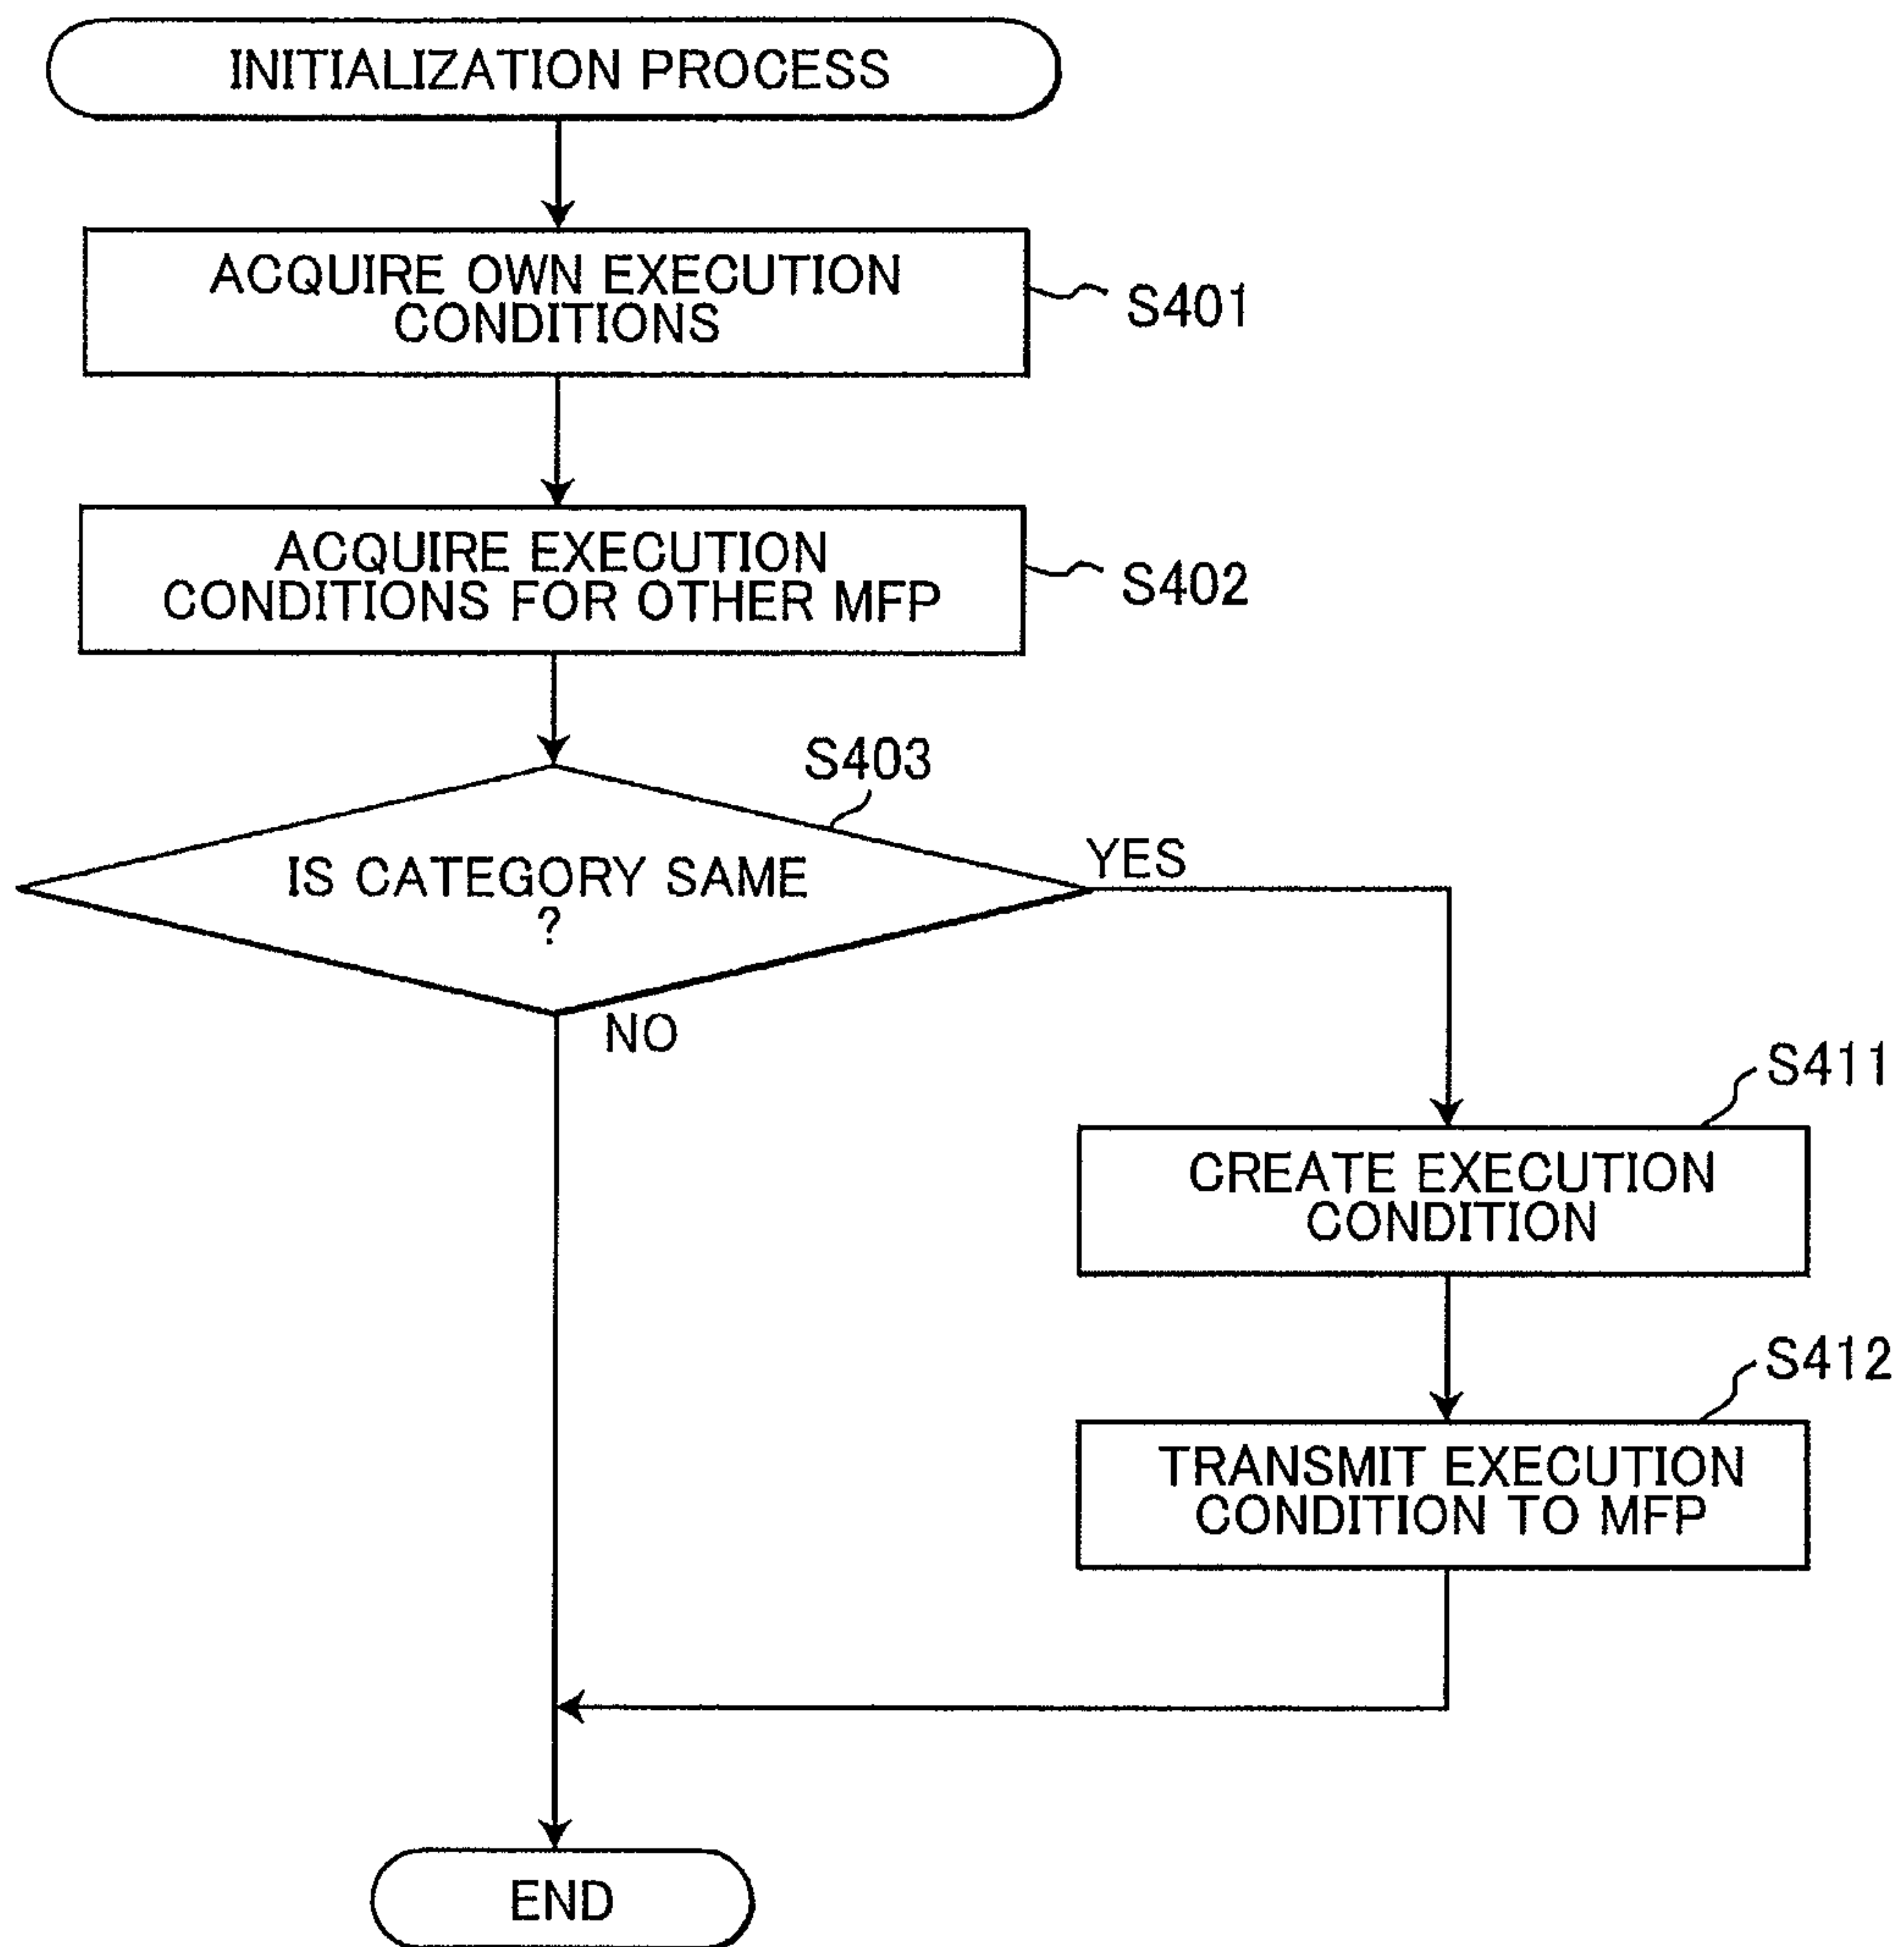 INITIALIZATION PROCESS
ACQUIRE OWN EXECUTION
CONDITIONS
S401
ACQUIRE EXECUTION
CONDITIONS FOR OTHER MFP
S402
S403
IS CATEGORY SAME
?
YES
NO
S411
CREATE EXECUTION
CONDITION
S412
TRANSMIT EXECUTION
CONDITION TO MFP
END